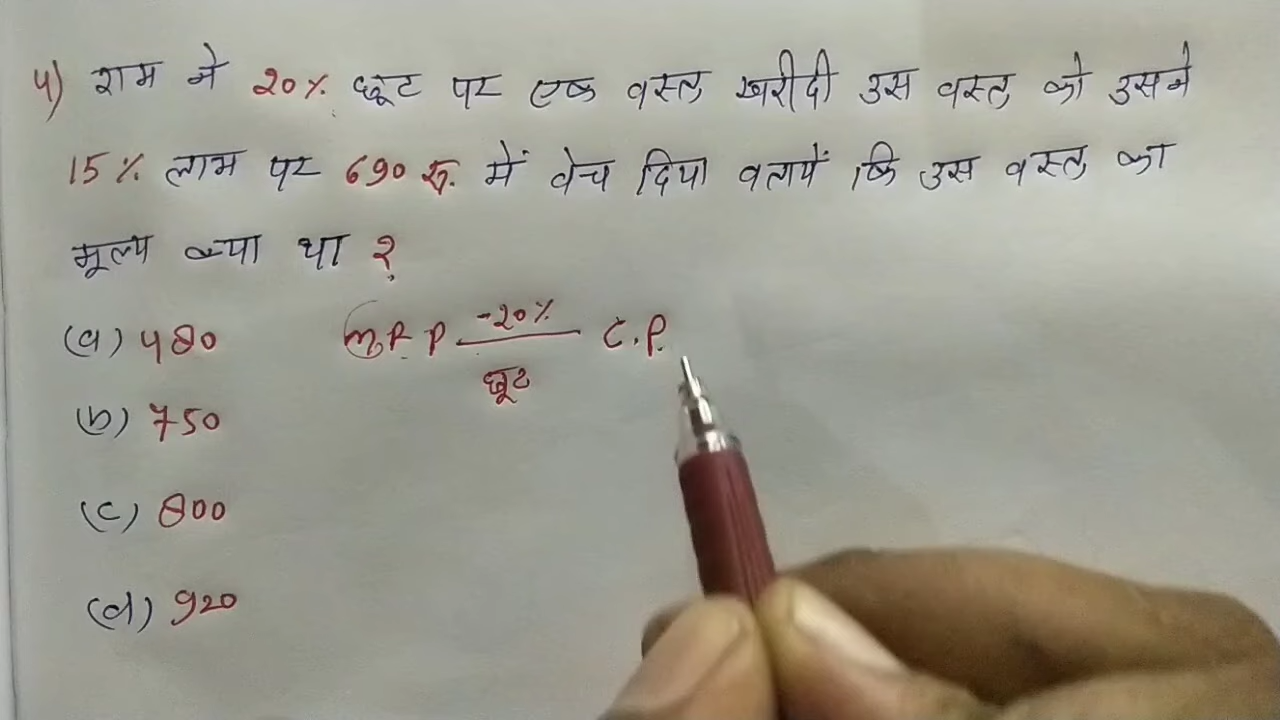 4) राम ने 20% छूट पर एक वस्तु खरीदी उस वस्तु को उसने
15% लाभ पर 690 रु. में बेच दिया बतायें कि उस वस्तु का
मूल्य क्या था ?
(a) 480
M.R.P -20% C.P.
छूट
(b) 750
(c) 800
(d) 920